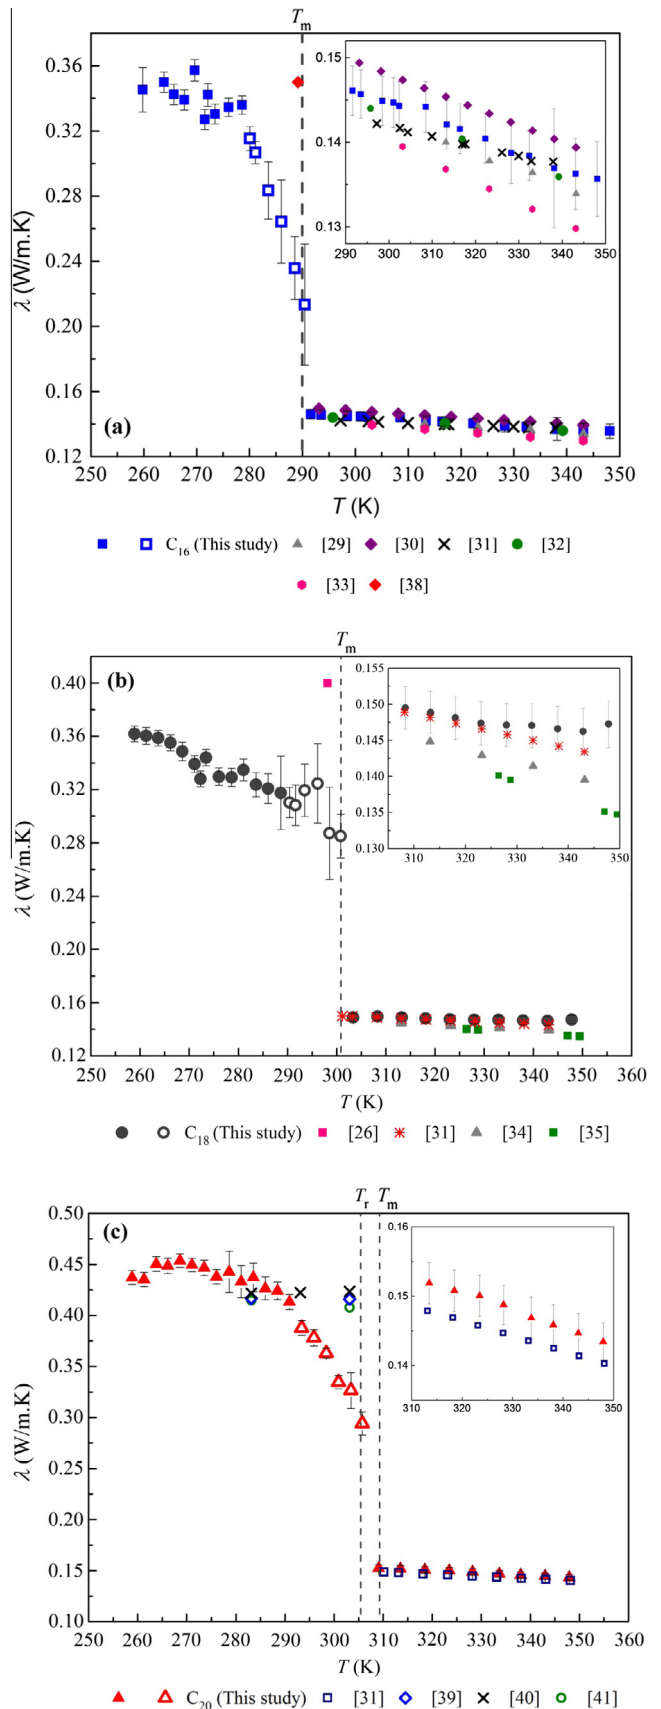 T_m
0.15
0.14
0.13
290 300 310 320 330 340 350
0.36
0.32
0.28
0.24
0.20
0.16
0.12
λ (W/m.K)
(a)
250 260 270 280 290 300 310 320 330 340 350
T (K)
C16 (This study) [29] [30] [31] [32]
[33] [38]
T_m
(b)
0.155
0.150
0.145
0.140
0.135
0.130
310 320 330 340 350
0.40
0.36
0.32
0.28
0.24
0.20
0.16
0.12
λ (W/m.K)
250 260 270 280 290 300 310 320 330 340 350 360
T (K)
C18 (This study) [26] [31] [34] [35]
T_r T_m
(c)
0.16
0.15
0.14
310 320 330 340 350
0.50
0.45
0.40
0.35
0.30
0.25
0.20
0.15
0.10
λ (W/m.K)
250 260 270 280 290 300 310 320 330 340 350 360
T (K)
C20 (This study) [31] [39] [40] [41]